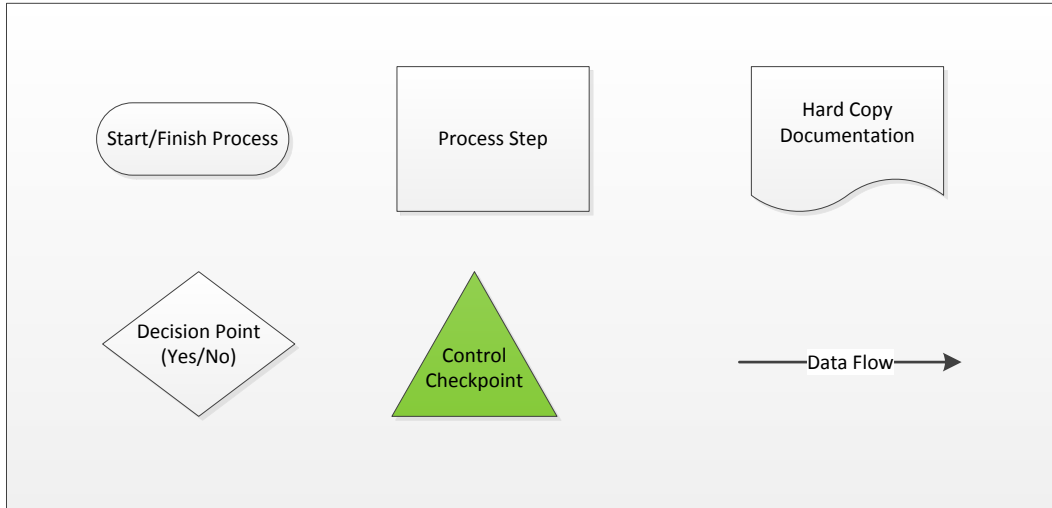 Start/Finish Process
Process Step
Hard Copy
Documentation
Decision Point
(Yes/No)
Control
Checkpoint
Data Flow